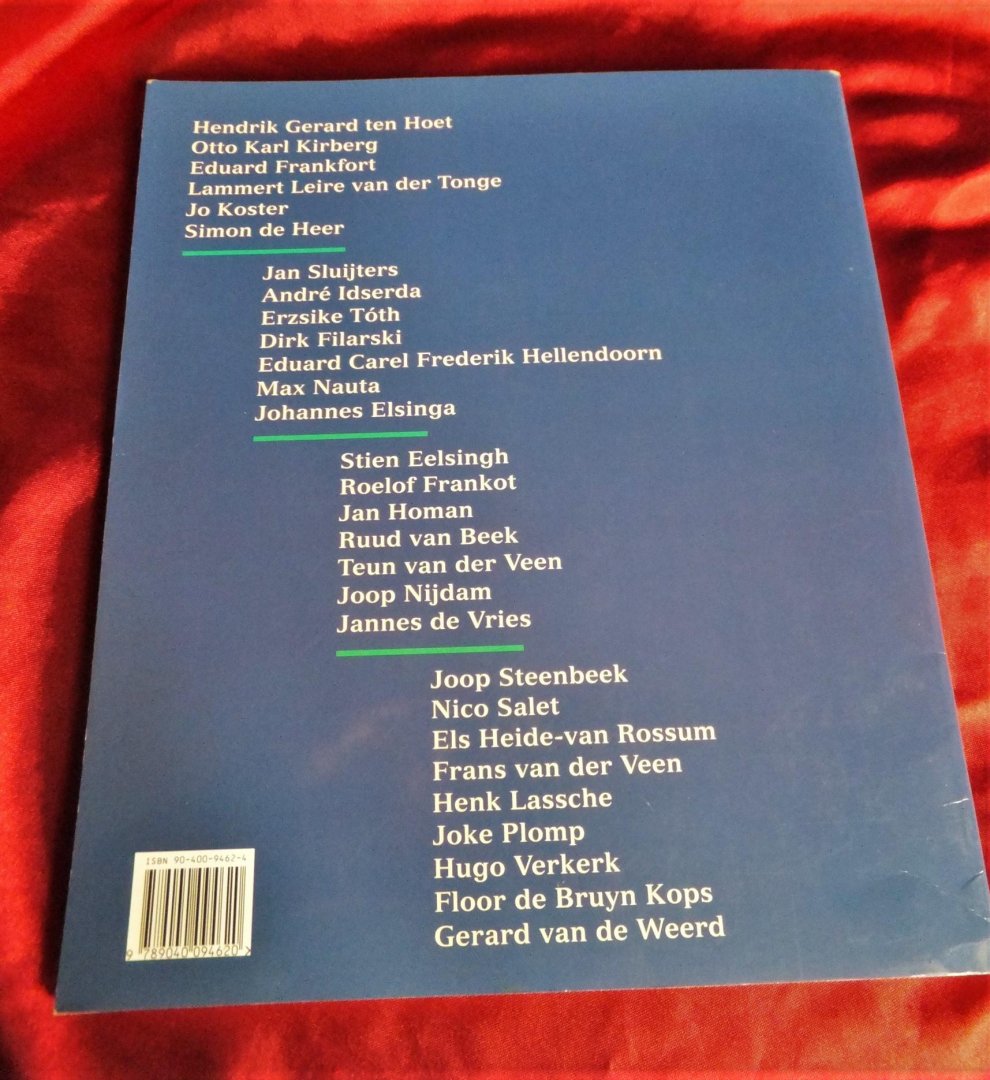 Hendrik Gerard ten Hoet
Otto Karl Kirberg
Eduard Frankfort
Lammert Leire van der Tonge
Jo Koster
Simon de Heer
Jan Sluijters
André Idserda
Erzsike Tóth
Dirk Filarski
Eduard Carel Frederik Hellendoorn
Max Nauta
Johannes Elsinga
Stien Eelsingh
Roelof Frankot
Jan Homan
Ruud van Beek
Teun van der Veen
Joop Nijdam
Jannes de Vries
Joop Steenbeek
Nico Salet
Els Heide-van Rossum
Frans van der Veen
Henk Lassche
Joke Plomp
Hugo Verkerk
Floor de Bruyn Kops
Gerard van de Weerd
ISBN 90-400-9462-4
9 789040 094620 >